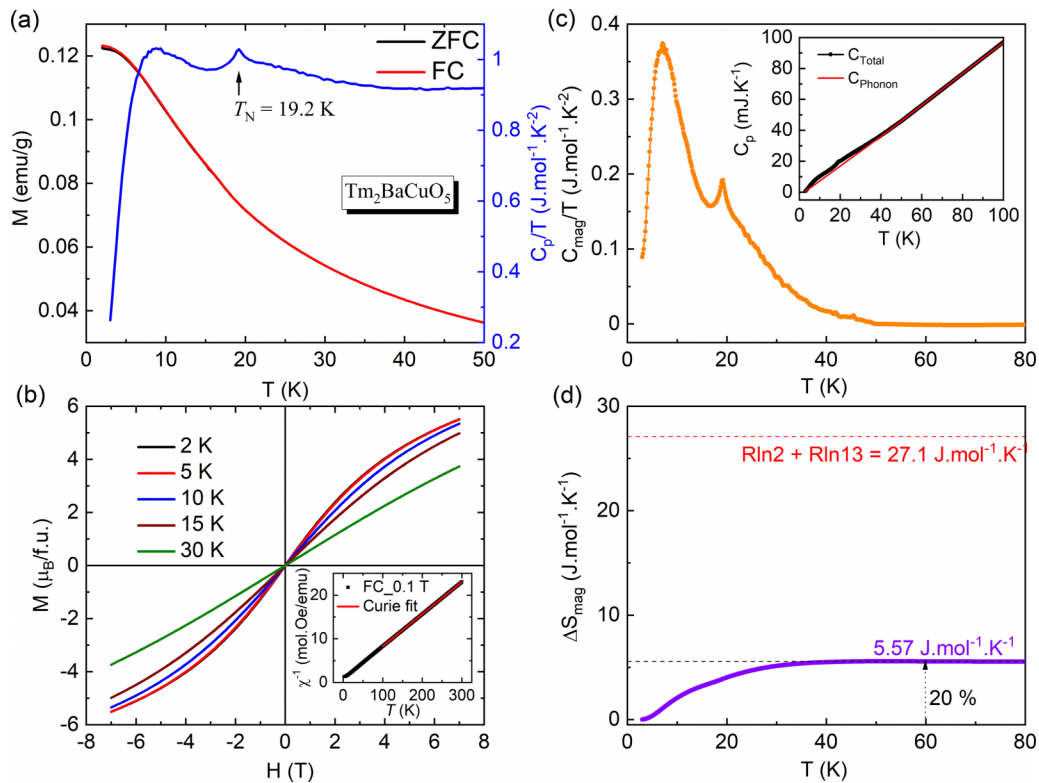 (a)
0.12
0.1
0.08
0.06
0.04
M (emu/g)
ZFC
FC
T_N = 19.2 K
Tm₂BaCuO₅
1
0.8
0.6
0.4
0.2
C_p/T (J.mol⁻¹.K⁻²)
0 10 20 30 40 50
T (K)
(c)
0.4
0.3
0.2
0.1
0
C_mag/T (J.mol⁻¹.K⁻²)
C_Total
C_Phonon
100
80
60
40
20
0
C_p (mJ.K⁻¹)
0 20 40 60 80 100
T (K)
0 20 40 60 80
T (K)
(b)
6
4
2
0
-2
-4
-6
M (μ_B/f.u.)
2 K
5 K
10 K
15 K
30 K
FC_0.1 T
Curie fit
20
10
0
χ⁻¹ (mol.Oe/emu)
0 100 200 300
T (K)
-8 -6 -4 -2 0 2 4 6 8
H (T)
(d)
30
20
10
0
ΔS_mag (J.mol⁻¹.K⁻¹)
Rln2 + Rln13 = 27.1 J.mol⁻¹.K⁻¹
5.57 J.mol⁻¹.K⁻¹
20 %
0 20 40 60 80
T (K)